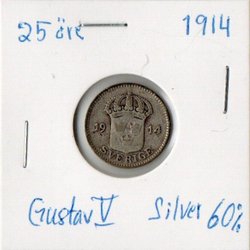 25 öre 1914
19 14
SVERIGE
Gustav V Silver 60%